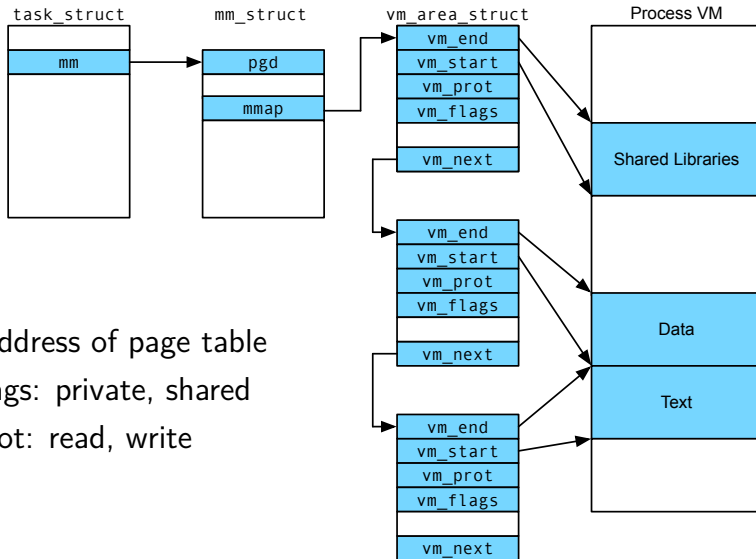 task_struct
mm
mm_struct
pgd
mmap
vm_area_struct
vm_end
vm_start
vm_prot
vm_flags
vm_next
vm_end
vm_start
vm_prot
vm_flags
vm_next
vm_end
vm_start
vm_prot
vm_flags
vm_next
Process VM
Shared Libraries
Data
Text
ddress of page table
gs: private, shared
ot: read, write